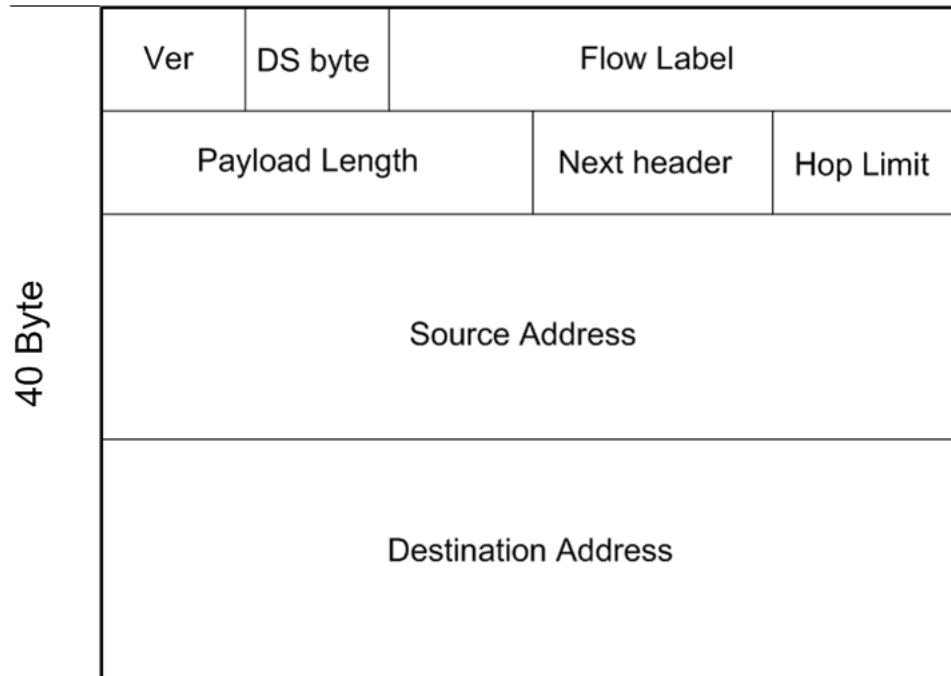 Ver DS byte Flow Label
Payload Length Next header Hop Limit
40 Byte
Source Address
Destination Address